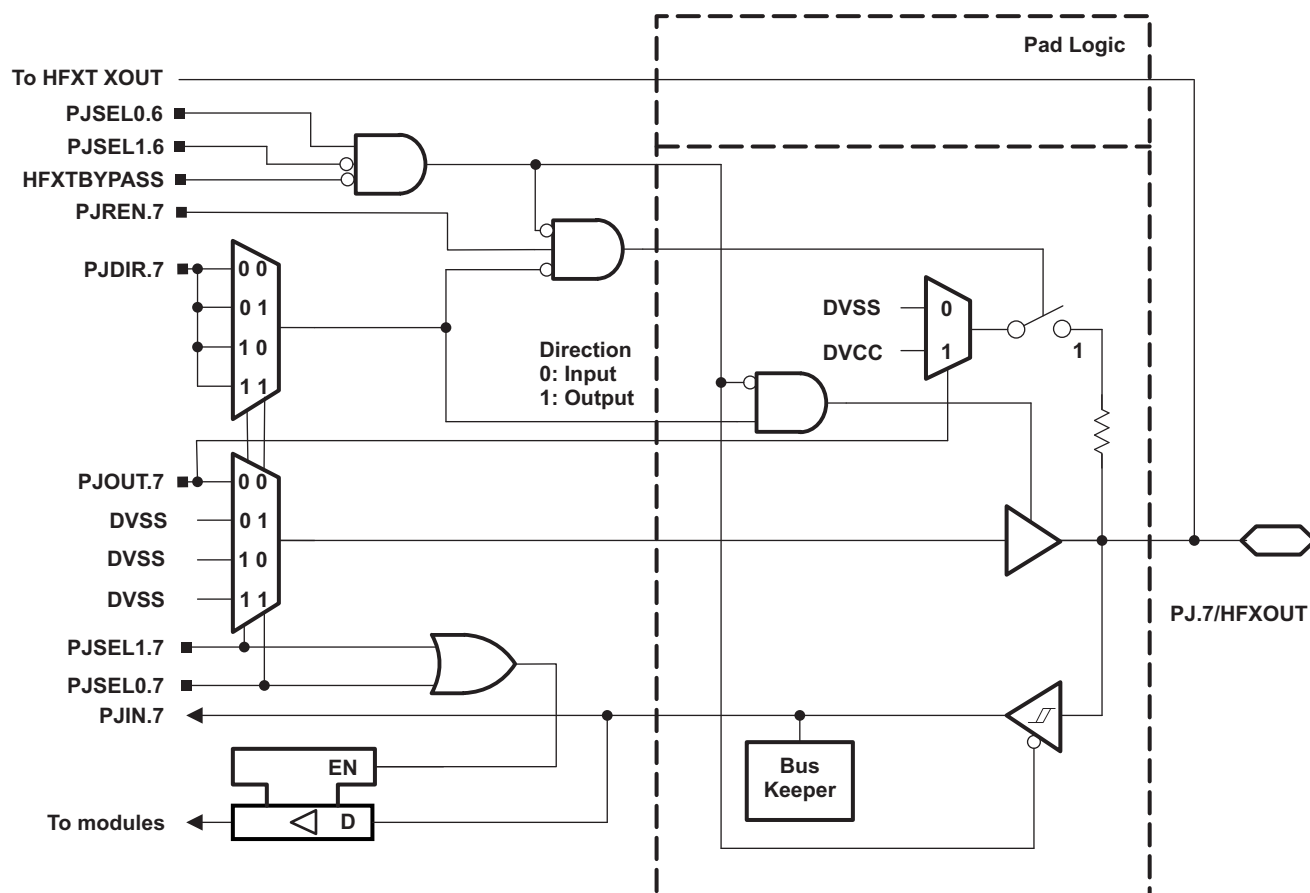 Pad Logic
To HFXT XOUT
PJSEL0.6
PJSEL1.6
HFXTBYPASS
PJREN.7
PJDIR.7
0 0
0 1
1 0
1 1
Direction
0: Input
1: Output
DVSS
0
DVCC
1
1
PJOUT.7
0 0
DVSS
0 1
DVSS
1 0
DVSS
1 1
PJ.7/HFXOUT
PJSEL1.7
PJSEL0.7
PJIN.7
EN
D
To modules
Bus
Keeper